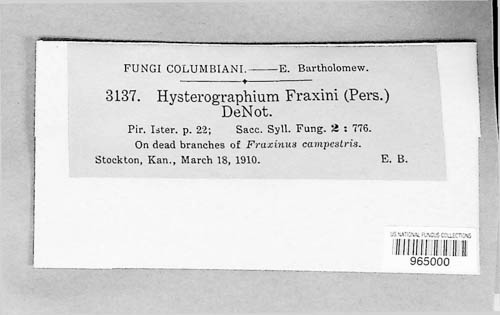 FUNGI COLUMBIANI.—E. Bartholomew.
3137. Hysterographium Fraxini (Pers.)
DeNot.
Pir. Ister. p. 22; Sacc. Syll. Fung. 2 : 776.
On dead branches of Fraxinus campestris.
Stockton, Kan., March 18, 1910. E. B.
US NATIONAL FUNGUS COLLECTIONS
965000